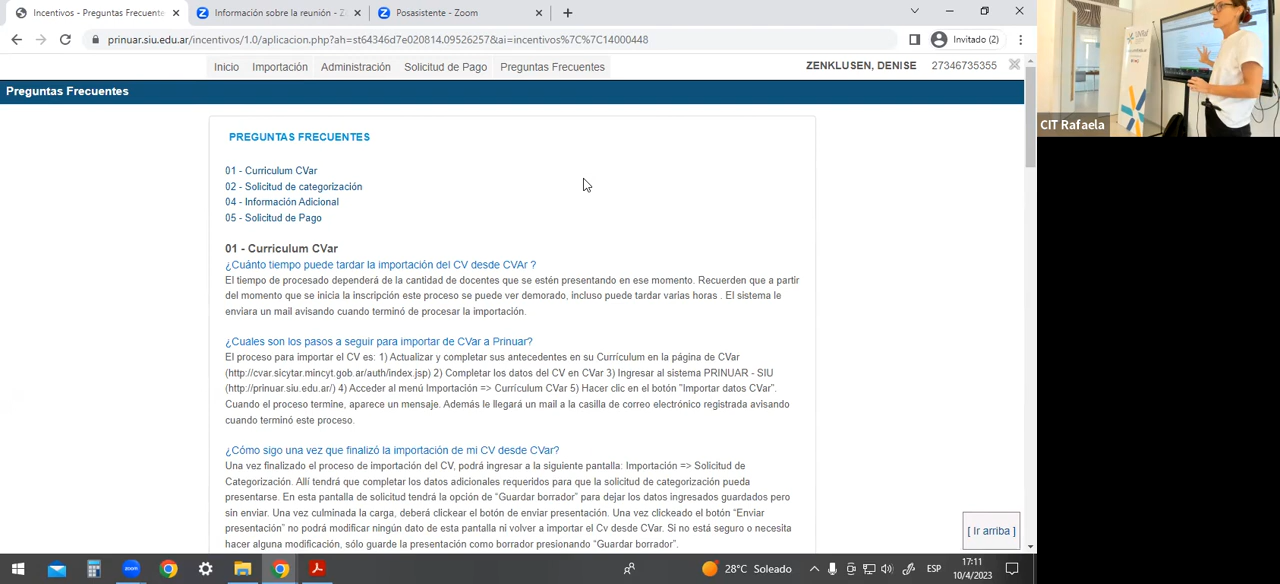 Incentivos - Preguntas Frecuente
Información sobre la reunión - Z
Posasistente - Zoom
prinuar.siu.edu.ar/incentivos/1.0/aplicacion.php?ah=st64346d7e020814.09526257&ai=incentivos%7C%7C14000448
Invitado (2)
Inicio Importación Administración Solicitud de Pago Preguntas Frecuentes
ZENKLUSEN, DENISE 27346735355
Preguntas Frecuentes
PREGUNTAS FRECUENTES
01 - Curriculum CVar
02 - Solicitud de categorización
04 - Información Adicional
05 - Solicitud de Pago
01 - Curriculum CVar
¿Cuánto tiempo puede tardar la importación del CV desde CVAr ?
El tiempo de procesado dependerá de la cantidad de docentes que se estén presentando en ese momento. Recuerden que a partir
del momento que se inicia la inscripción este proceso se puede ver demorado, incluso puede tardar varias horas . El sistema le
enviara un mail avisando cuando terminó de procesar la importación.
¿Cuales son los pasos a seguir para importar de CVar a Prinuar?
El proceso para importar el CV es: 1) Actualizar y completar sus antecedentes en su Currículum en la página de CVar
(http://cvar.sicytar.mincyt.gob.ar/auth/index.jsp) 2) Completar los datos del CV en CVar 3) Ingresar al sistema PRINUAR - SIU
(http://prinuar.siu.edu.ar/) 4) Acceder al menú Importación => Currículum CVar 5) Hacer clic en el botón "Importar datos CVar".
Cuando el proceso termine, aparece un mensaje. Además le llegará un mail a la casilla de correo electrónico registrada avisando
cuando terminó este proceso.
¿Cómo sigo una vez que finalizó la importación de mi CV desde CVar?
Una vez finalizado el proceso de importación del CV, podrá ingresar a la siguiente pantalla: Importación => Solicitud de
Categorización. Allí tendrá que completar los datos adicionales requeridos para que la solicitud de categorización pueda
presentarse. En esta pantalla de solicitud tendrá la opción de “Guardar borrador” para dejar los datos ingresados guardados pero
sin enviar. Una vez culminada la carga, deberá clickear el botón de enviar presentación. Una vez clickeado el botón “Enviar
presentación” no podrá modificar ningún dato de esta pantalla ni volver a importar el Cv desde CVar. Si no está seguro o necesita
hacer alguna modificación, sólo guarde la presentación como borrador presionando “Guardar borrador”.
[ Ir arriba ]
CIT Rafaela
zoom
28°C Soleado
ESP
17:11
10/4/2023